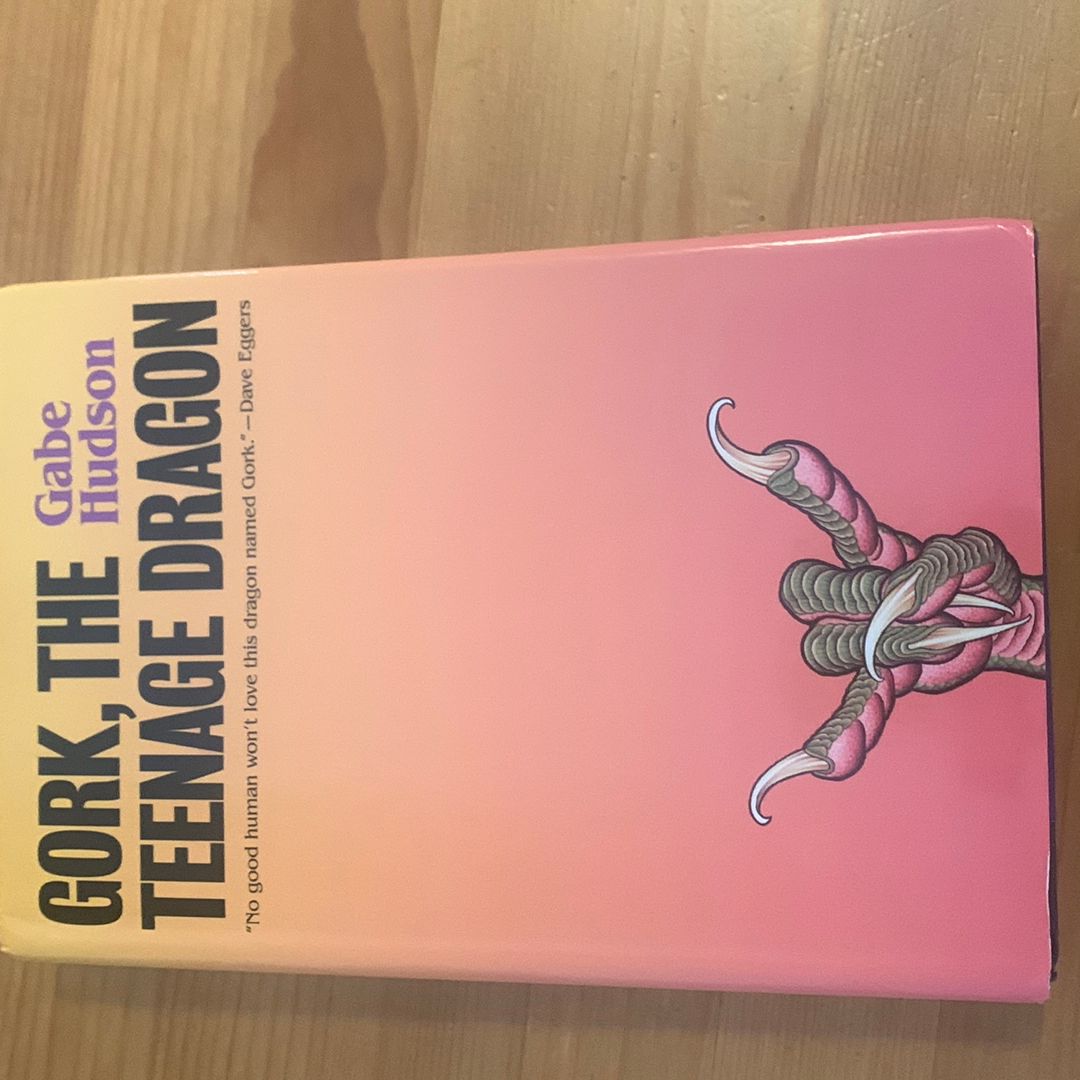 GORK, THE Gabe Hudson
TEENAGE DRAGON
“No good human won’t love this dragon named Gork.”—Dave Eggers